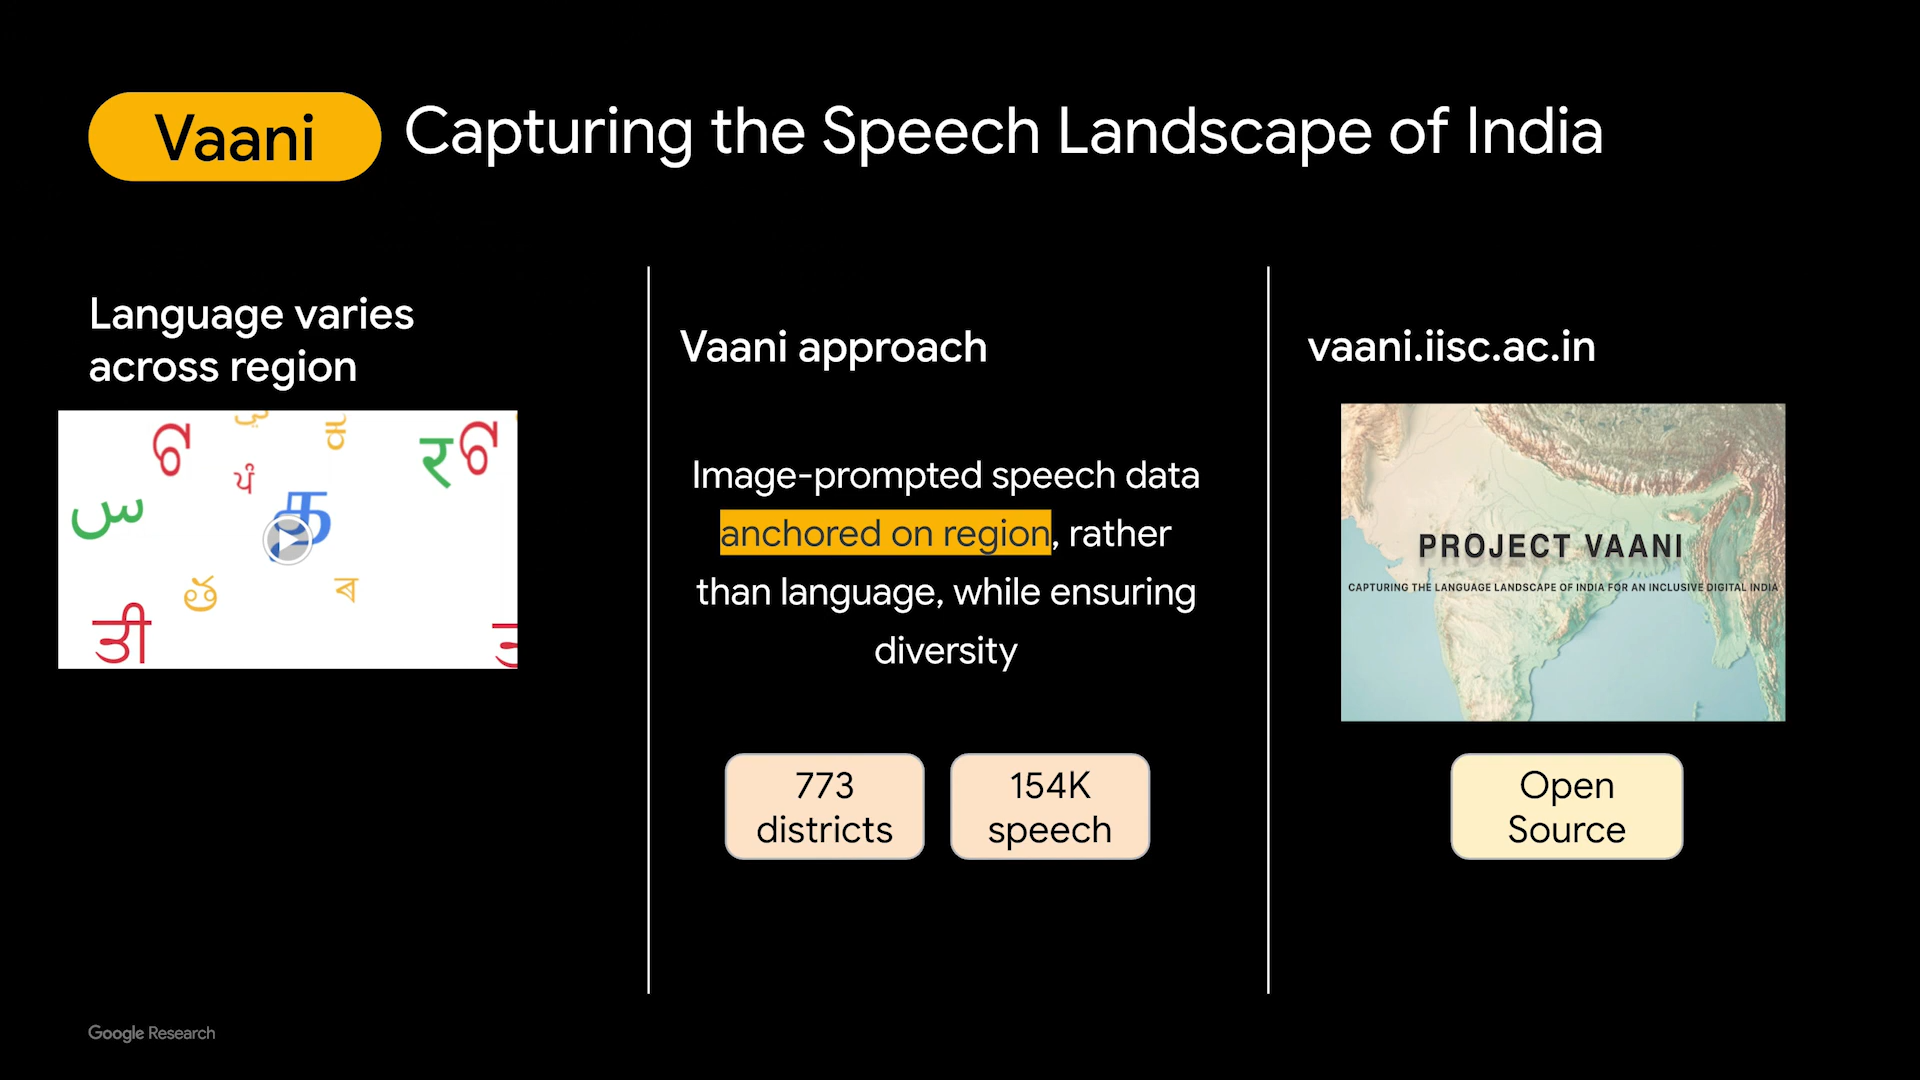 Vaani
Capturing the Speech Landscape of India
Language varies
across region
ଟ
र
ଟ
ਪੰ
س
த
త
ৰ
ती
Vaani approach
Image-prompted speech data
anchored on region, rather
than language, while ensuring
diversity
773
districts
154K
speech
vaani.iisc.ac.in
PROJECT VAANI
CAPTURING THE LANGUAGE LANDSCAPE OF INDIA FOR AN INCLUSIVE DIGITAL INDIA
Open
Source
Google Research